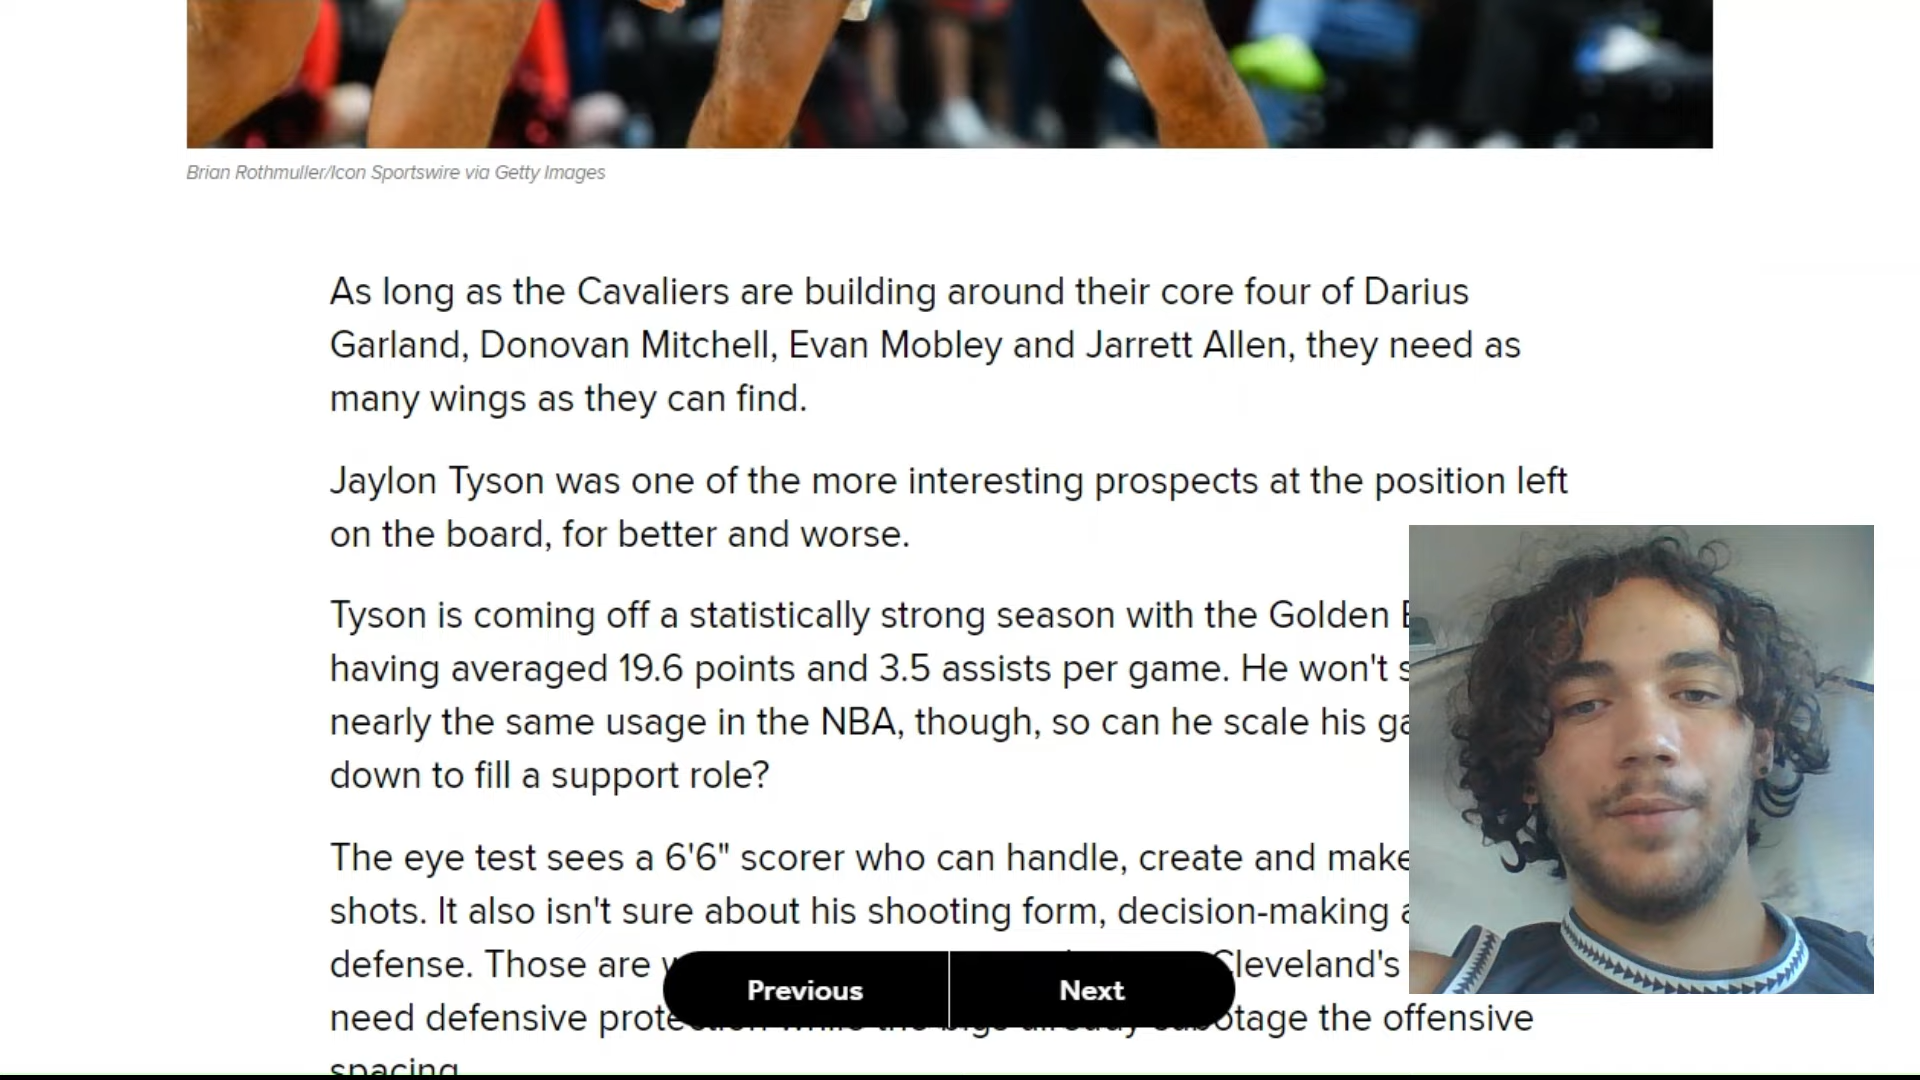 Brian Rothmuller/Icon Sportswire via Getty Images
As long as the Cavaliers are building around their core four of Darius
Garland, Donovan Mitchell, Evan Mobley and Jarrett Allen, they need as
many wings as they can find.
Jaylon Tyson was one of the more interesting prospects at the position left
on the board, for better and worse.
Tyson is coming off a statistically strong season with the Golden
having averaged 19.6 points and 3.5 assists per game. He won't
nearly the same usage in the NBA, though, so can he scale his
down to fill a support role?
The eye test sees a 6'6" scorer who can handle, create and make
shots. It also isn't sure about his shooting form, decision-making
defense. Those are Cleveland's
need defensive offensive the offensive
spacing.
Previous
Next